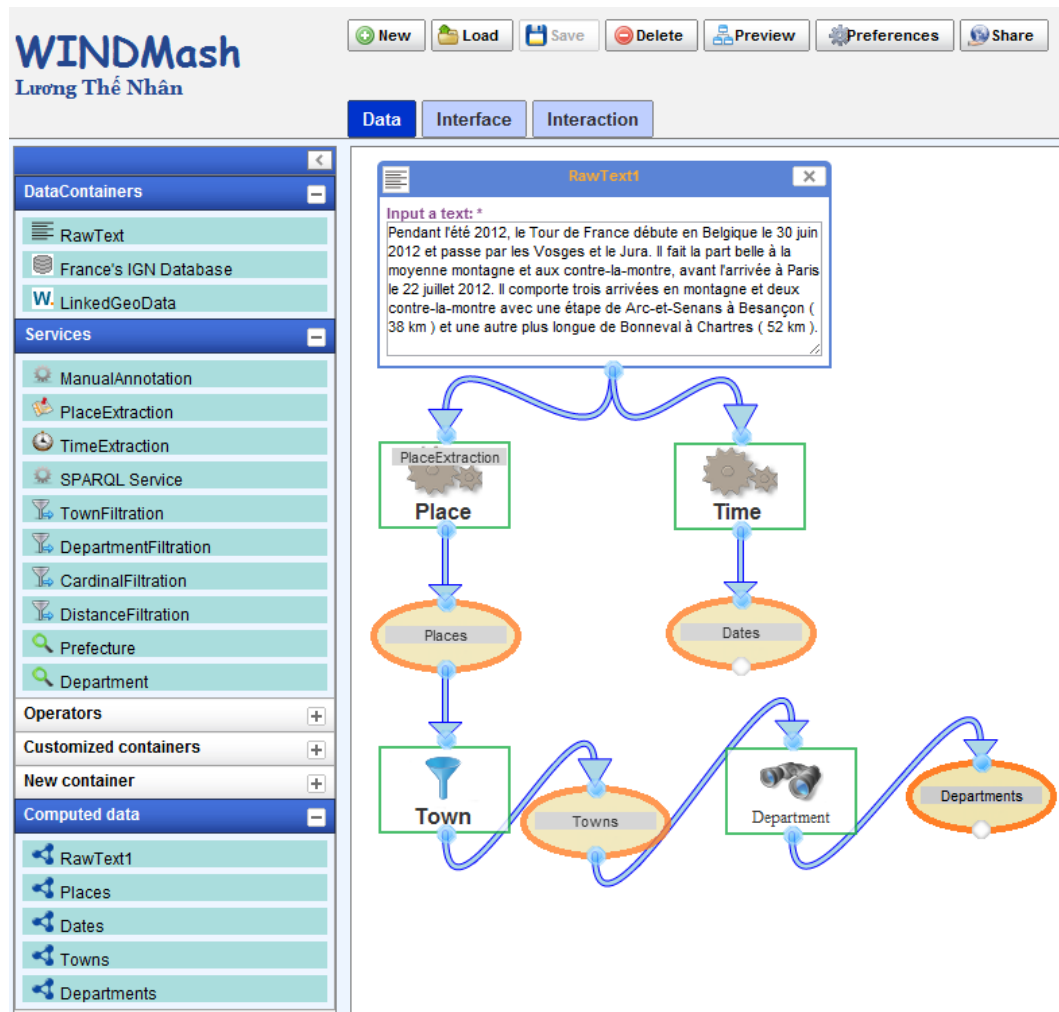 WINDMash
Lương Thế Nhân
New Load Save Delete Preview Preferences Share
Data Interface Interaction
DataContainers
RawText
France's IGN Database
W. LinkedGeoData
Services
ManualAnnotation
PlaceExtraction
TimeExtraction
SPARQL Service
TownFiltration
DepartmentFiltration
CardinalFiltration
DistanceFiltration
Prefecture
Department
Operators
Customized containers
New container
Computed data
RawText1
Places
Dates
Towns
Departments
RawText1
Input a text: *
Pendant l'été 2012, le Tour de France débute en Belgique le 30 juin
2012 et passe par les Vosges et le Jura. Il fait la part belle à la
moyenne montagne et aux contre-la-montre, avant l'arrivée à Paris
le 22 juillet 2012. Il comporte trois arrivées en montagne et deux
contre-la-montre avec une étape de Arc-et-Senans à Besançon (
38 km ) et une autre plus longue de Bonneval à Chartres ( 52 km ).
PlaceExtraction
Place
Time
Places
Dates
Town
Towns
Department
Departments